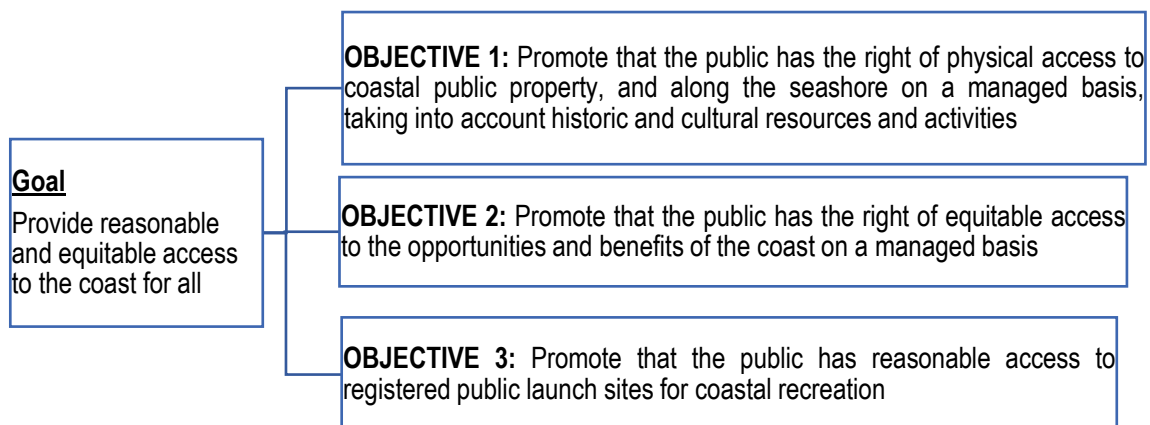 Goal
Provide reasonable
and equitable access
to the coast for all
OBJECTIVE 1: Promote that the public has the right of physical access to
coastal public property, and along the seashore on a managed basis,
taking into account historic and cultural resources and activities
OBJECTIVE 2: Promote that the public has the right of equitable access
to the opportunities and benefits of the coast on a managed basis
OBJECTIVE 3: Promote that the public has reasonable access to
registered public launch sites for coastal recreation